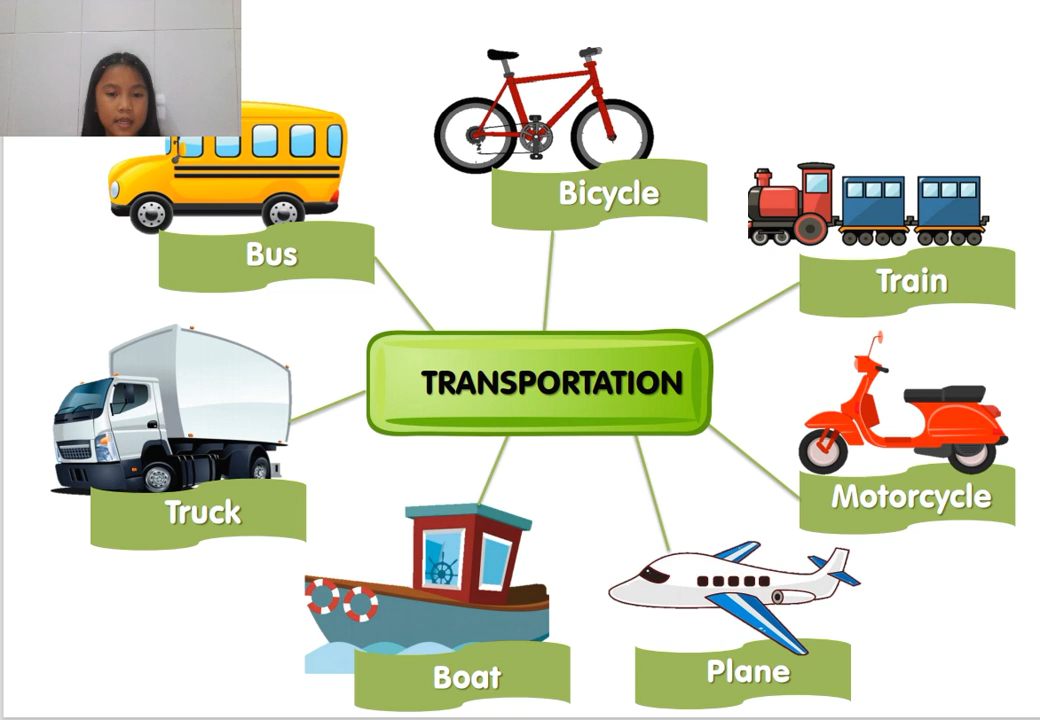 Bicycle
Bus
Train
TRANSPORTATION
Motorcycle
Truck
Boat
Plane